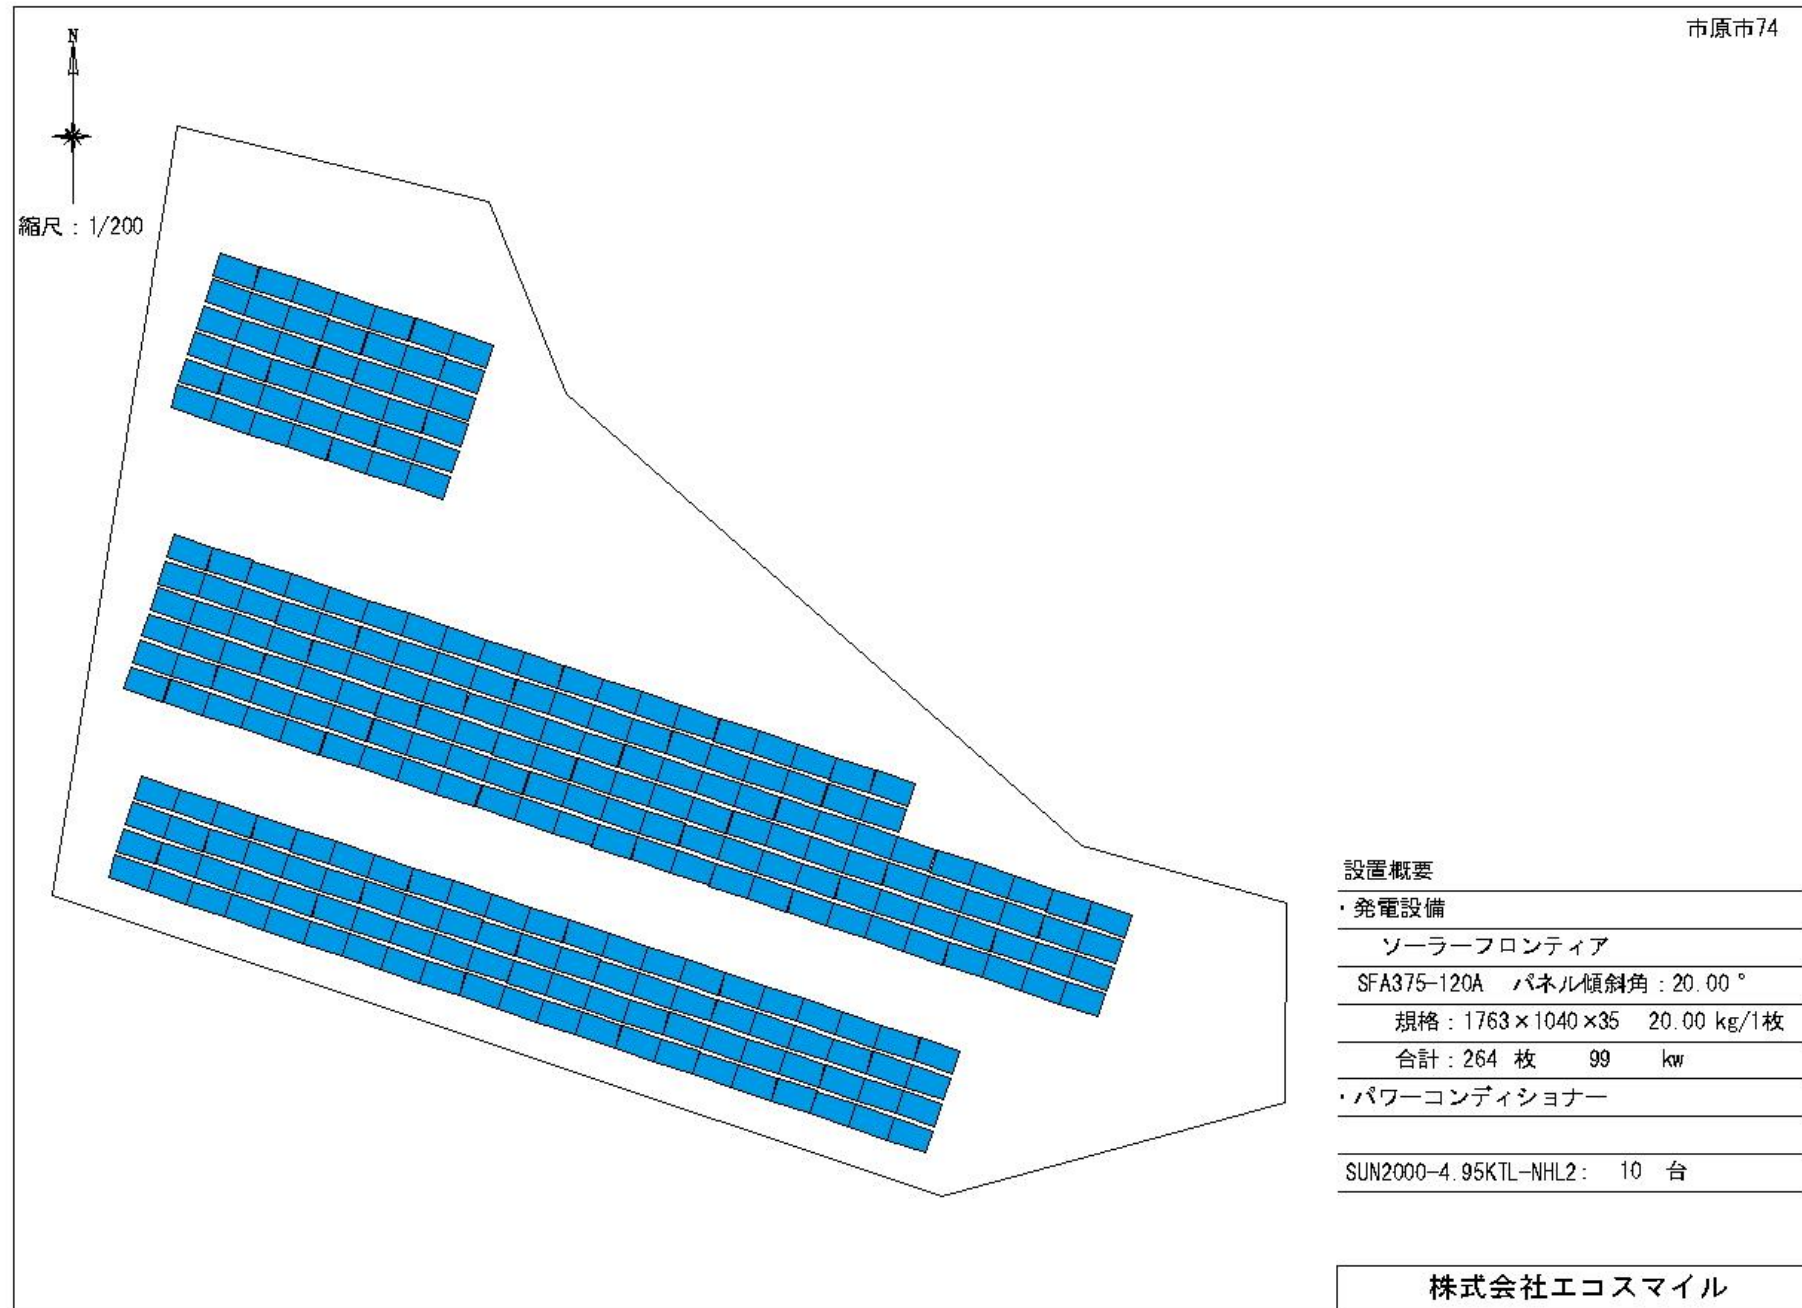 市原市74
N
縮尺：1/200
設置概要
・発電設備
ソーラーフロンティア
SFA375-120A パネル傾斜角：20.00°
規格：1763×1040×35 20.00 kg/1枚
合計：264 枚 99 kw
・パワーコンディショナー
SUN2000-4.95KTL-NHL2： 10 台
株式会社エコスマイル